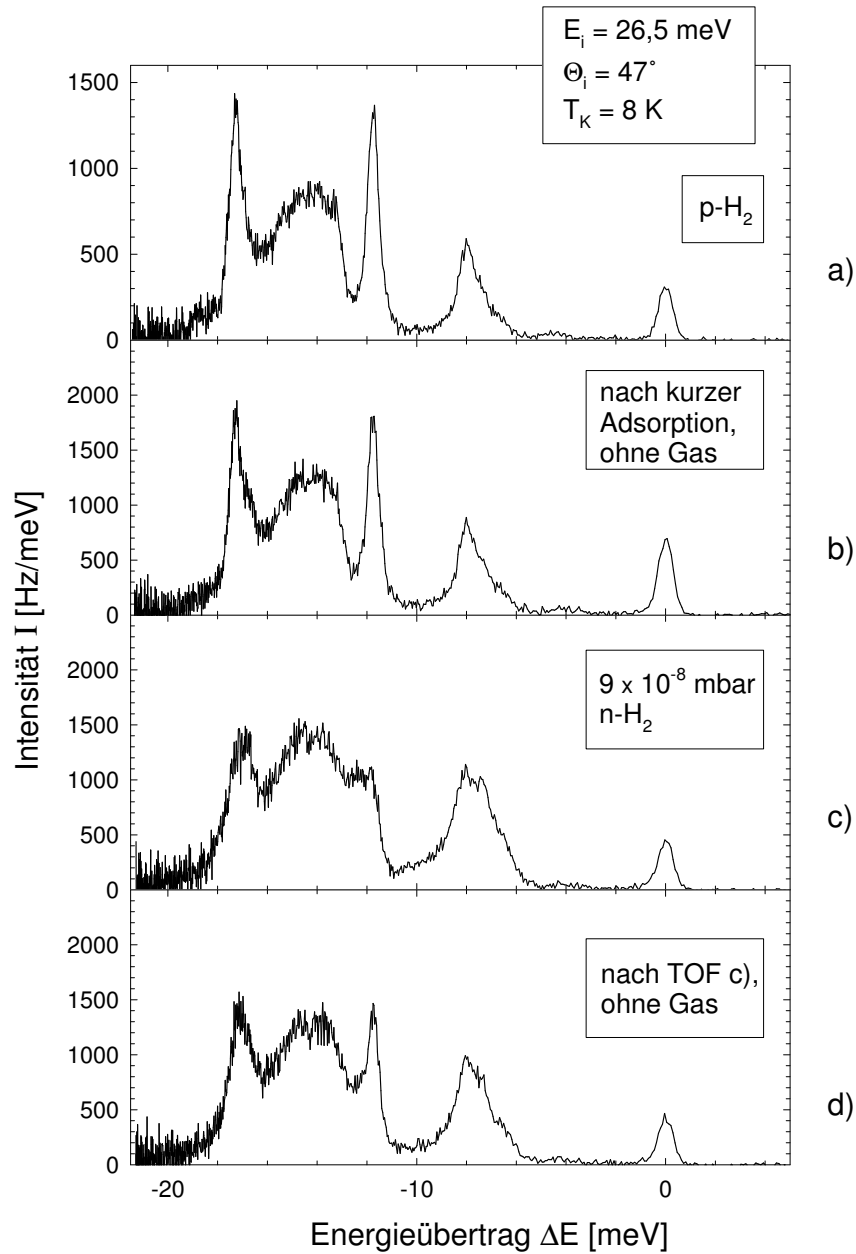 E_i = 26,5 meV
Θ_i = 47°
T_K = 8 K
1500
1000
500
0
p-H_2
a)
2000
1500
1000
500
0
nach kurzer
Adsorption,
ohne Gas
b)
Intensität I [Hz/meV]
2000
1500
1000
500
0
9 x 10^-8 mbar
n-H_2
c)
2000
1500
1000
500
0
nach TOF c),
ohne Gas
d)
-20 -10 0
Energieübertrag ΔE [meV]